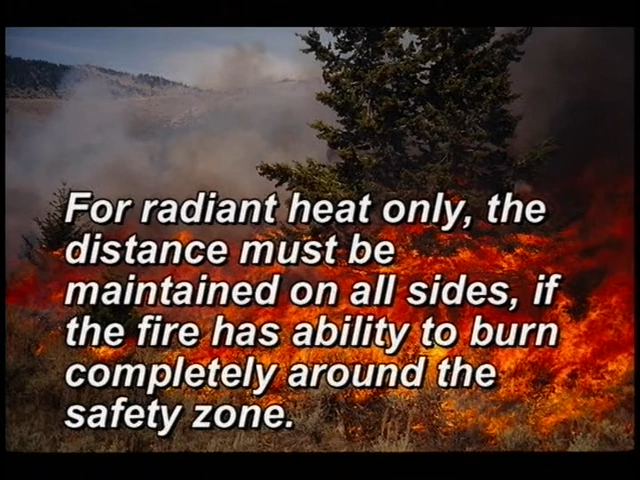 For radiant heat only, the
distance must be
maintained on all sides, if
the fire has ability to burn
completely around the
safety zone.